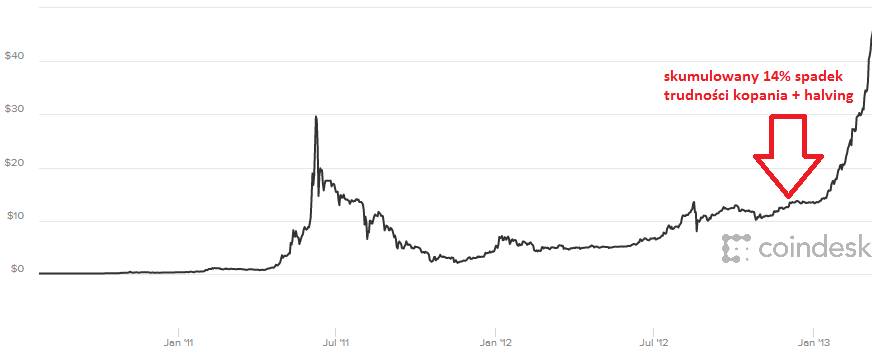 $40
skumulowany 14% spadek
trudności kopania + halving
$30
$20
$10
coindesk
$0
Jan '11
Jul '11
Jan '12
Jul '12
Jan '13